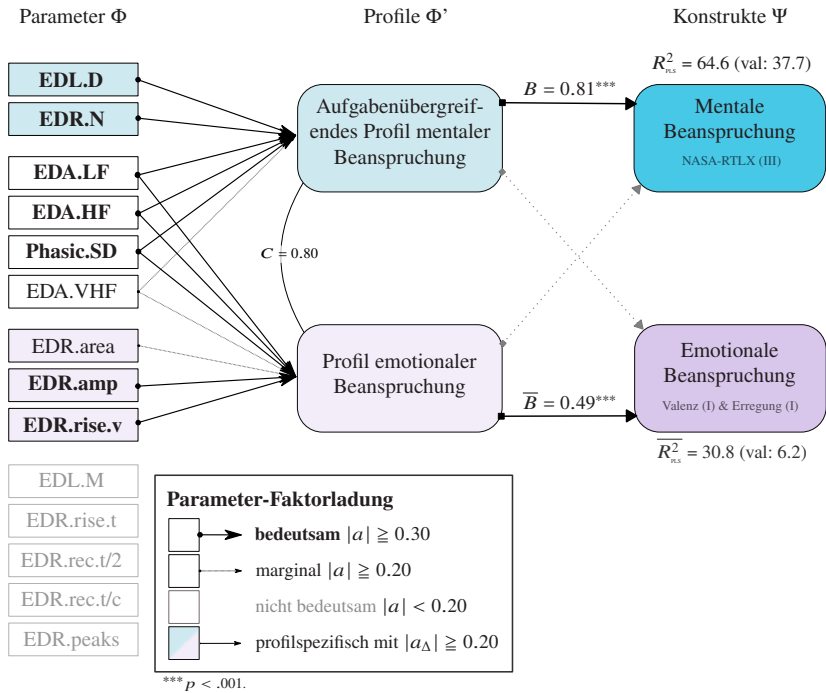 Parameter Φ
Profile Φ’
Konstrukte Ψ
EDL.D
EDR.N
EDA.LF
EDA.HF
Phasic.SD
EDA.VHF
EDR.area
EDR.amp
EDR.rise.v
EDL.M
EDR.rise.t
EDR.rec.t/2
EDR.rec.t/c
EDR.peaks
Aufgabenübergreif-
endes Profil mentaler
Beanspruchung
C = 0.80
Profil emotionaler
Beanspruchung
B = 0.81***
B̅ = 0.49***
R²PLS = 64.6 (val: 37.7)
Mentale
Beanspruchung
NASA-RTLX (III)
Emotionale
Beanspruchung
Valenz (I) & Erregung (I)
R̅²PLS = 30.8 (val: 6.2)
Parameter-Faktorladung
bedeutsam |a| ≧ 0.30
marginal |a| ≧ 0.20
nicht bedeutsam |a| < 0.20
profilspezifisch mit |aΔ| ≧ 0.20
***p < .001.